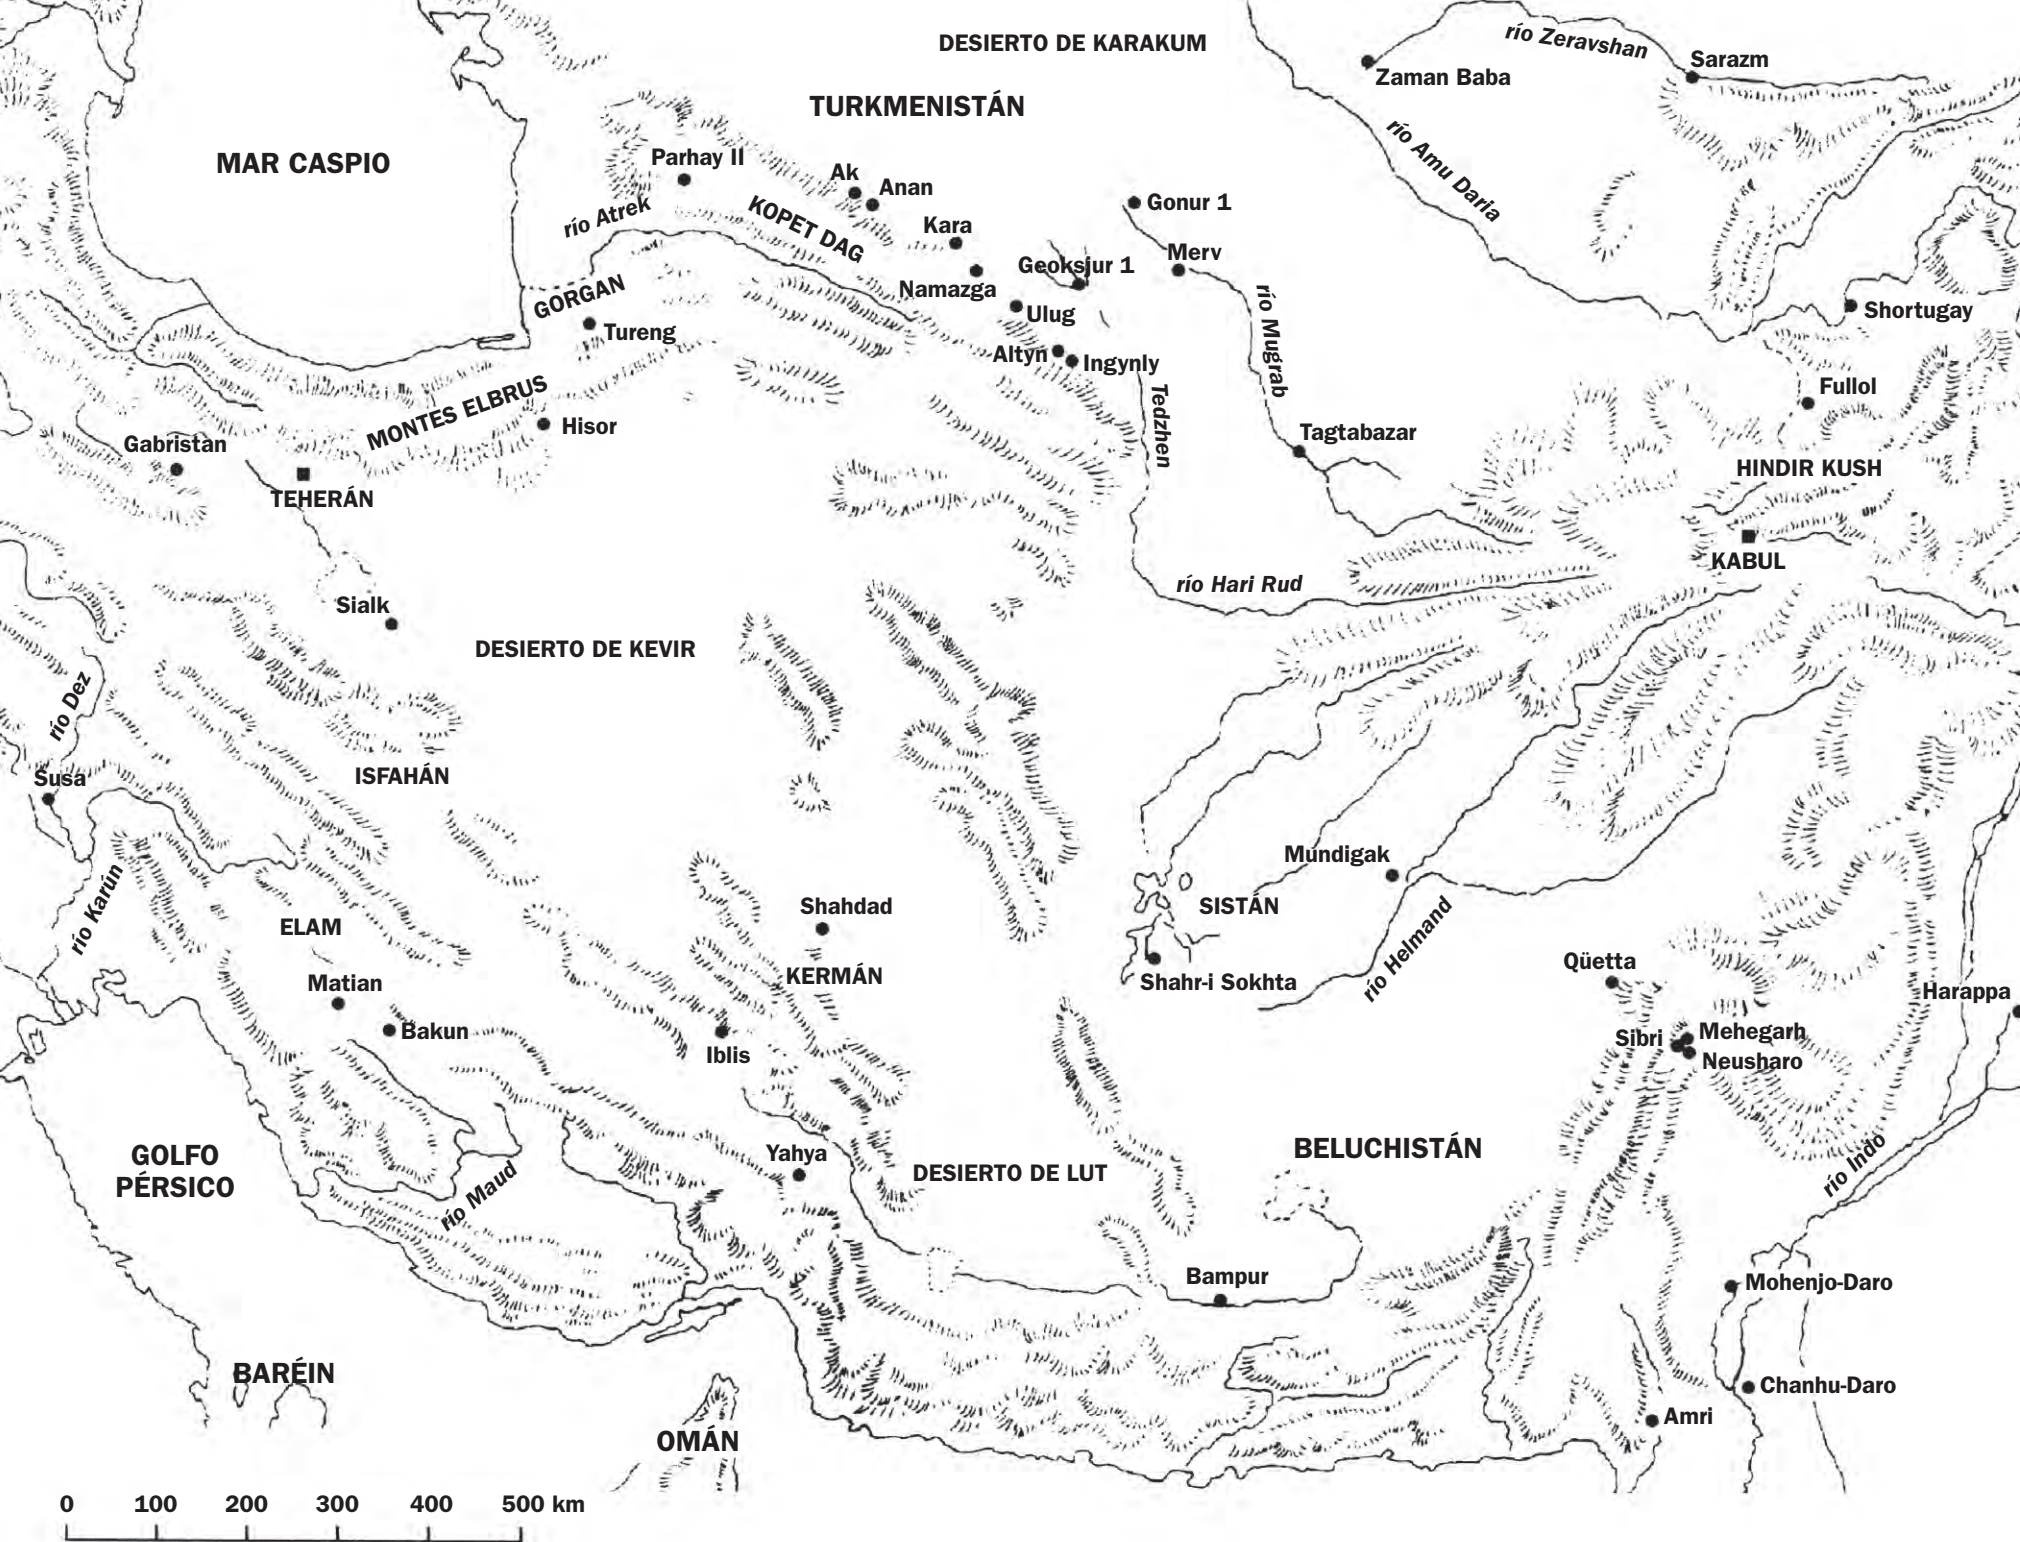 DESIERTO DE KARAKUM
río Zeravshan
Sarazm
Zaman Baba
TURKMENISTÁN
río Amu Daria
MAR CASPIO
Parhay II
Ak
Anan
río Atrek
KOPET DAG
Kara
Gonur 1
Merv
Geoksjur 1
Namazga
GORGAN
Ulug
río Mugrab
Shortugay
Tureng
Altyn
Ingynly
Tedzhen
Fullol
MONTES ELBRUS
Hisor
Gabristan
Tagtabazar
HINDIR KUSH
TEHERÁN
KABUL
río Hari Rud
Sialk
DESIERTO DE KEVIR
río Dez
Susa
ISFAHÁN
Mundigak
río Karún
ELAM
Shahdad
SISTÁN
río Helmand
KERMÁN
Shahr-i Sokhta
Qüetta
Harappa
Matian
Bakun
Iblis
Sibri
Mehegarh
Neusharo
GOLFO
PÉRSICO
Yahya
río Maud
DESIERTO DE LUT
BELUCHISTÁN
río Indo
Bampur
Mohenjo-Daro
BARÉIN
Chanhu-Daro
Amri
OMÁN
0 100 200 300 400 500 km